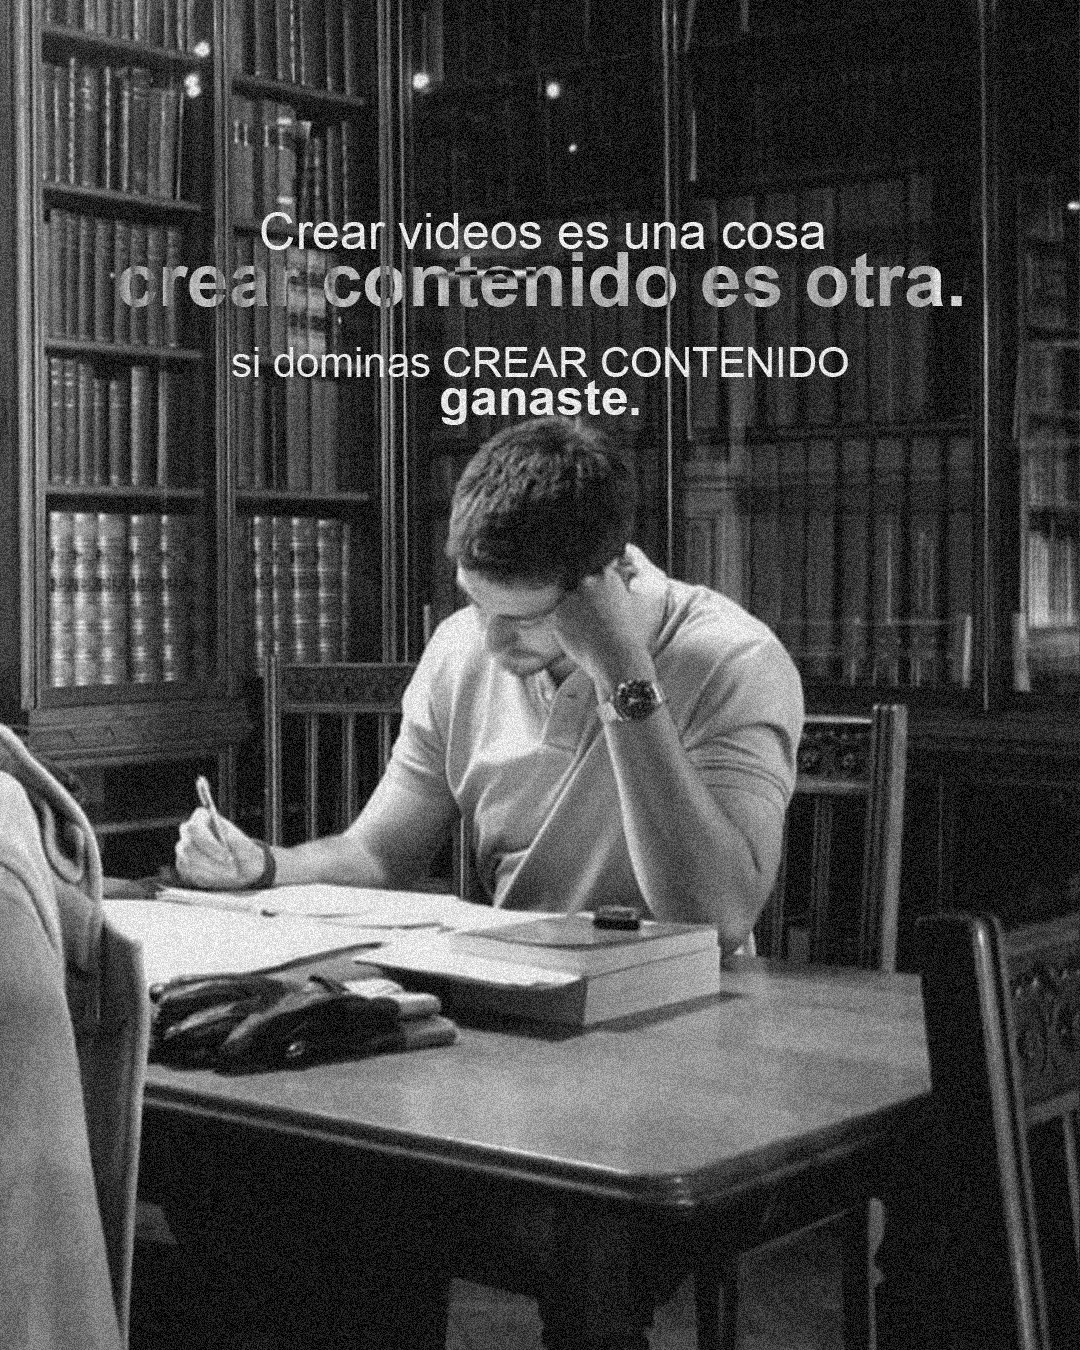 Crear videos es una cosa
crear contenido es otra.
si dominas CREAR CONTENIDO
ganaste.